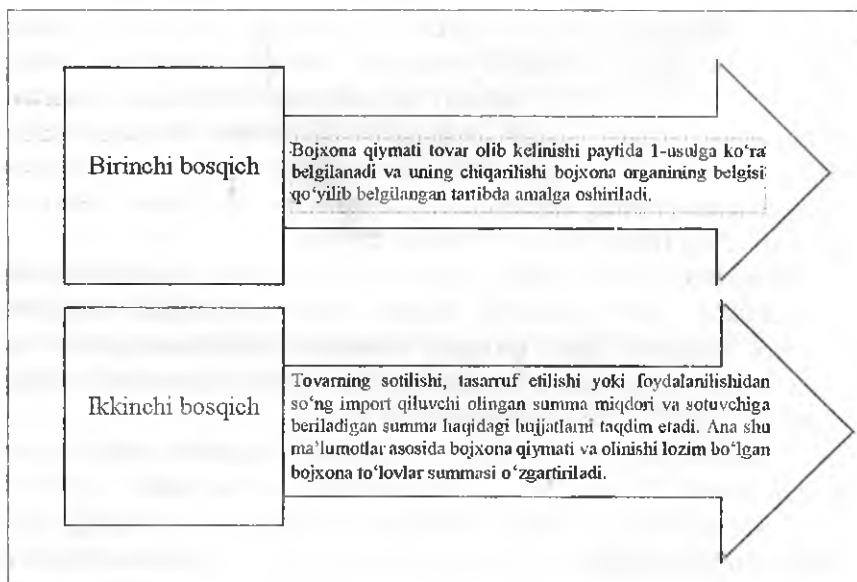 Birinchi bosqich
Bojxona qiymati tovar olib kelinishi paytida 1-usulga ko‘ra
belgilanadi va uning chiqarilishi bojxona organining belgisi
qo‘yilib belgilangan tartibda amalga oshiriladi.
Ikkinchi bosqich
Tovarning sotilishi, tasarruf etilishi yoki foydalanilishidan
so‘ng import qiluvchi olingan summa miqdori va sotuvchiga
beriladigan summa haqidagi hujjatlarni taqdim etadi. Ana shu
ma’lumotlar asosida bojxona qiymati va olinishi lozim bo‘lgan
bojxona to‘lovlar summasi o‘zgartiriladi.